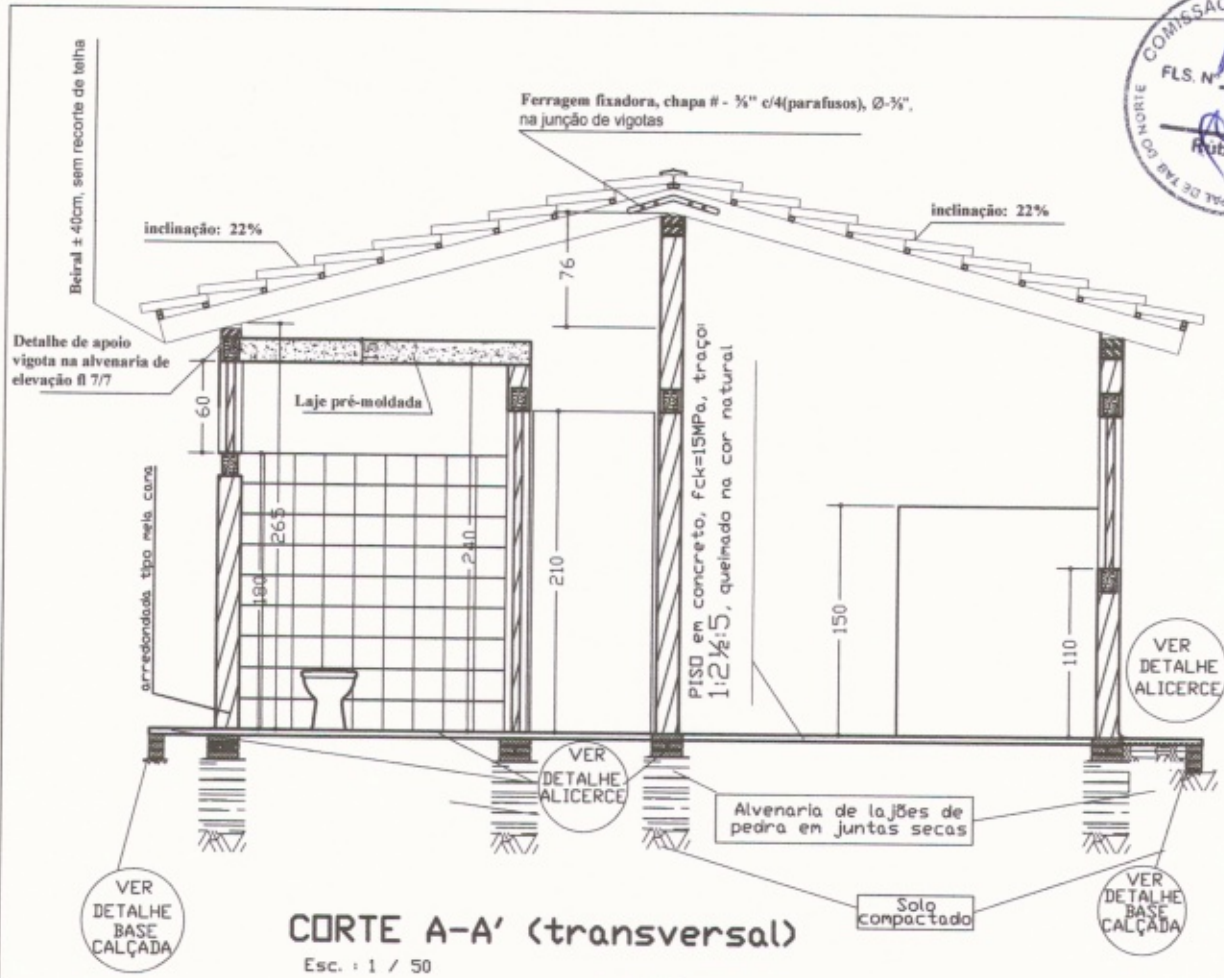 COMISSÃO
FLS. Nº
DO NORTE
Beiral ± 40cm, sem recorte de telha
Ferragem fixadora, chapa # - ⅜" c/4(parafusos), Ø-⅜",
na junção de vigotas
inclinação: 22%
inclinação: 22%
76
Detalhe de apoio
vigota na alvenaria de
elevação fl 7/7
Laje pré-moldada
60
arredondada tipo meia cana
180
265
240
210
PISO em concreto, fck=15MPa, traço:
1:2½:5, queimado na cor natural
150
110
VER
DETALHE
ALICERCE
VER
DETALHE
ALICERCE
Alvenaria de lajões de
pedra em juntas secas
VER
DETALHE
BASE
CALÇADA
Solo
compactado
VER
DETALHE
BASE
CALÇADA
CORTE A-A' (transversal)
Esc. : 1 / 50